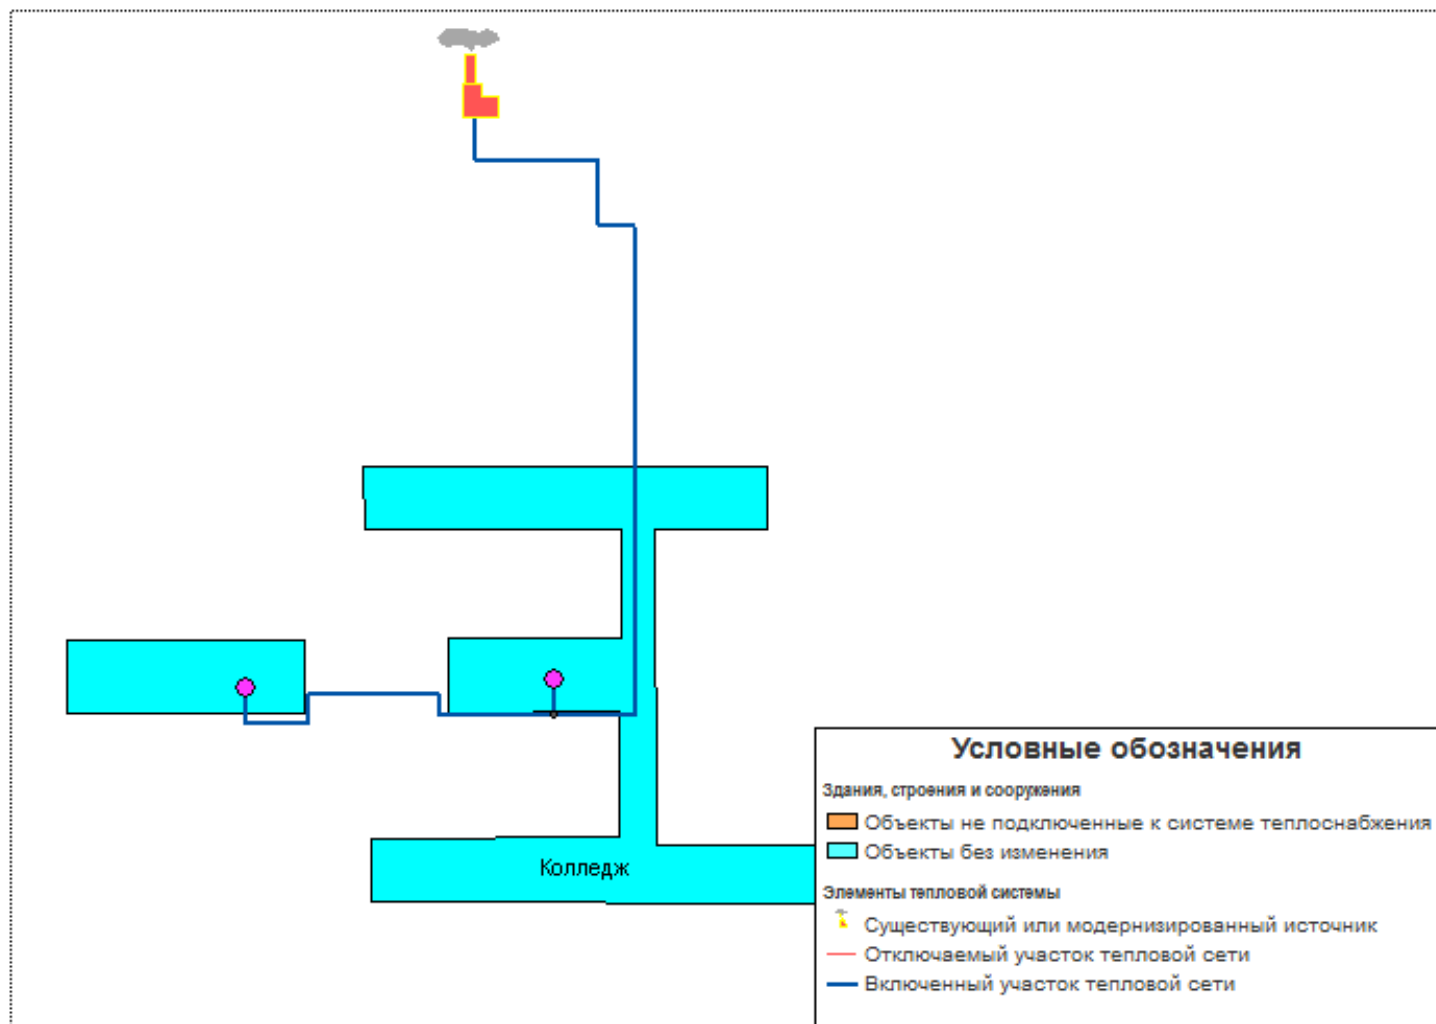 Колледж
Условные обозначения
Здания, строения и сооружения
Объекты не подключенные к системе теплоснабжения
Объекты без изменения
Элементы тепловой системы
Существующий или модернизированный источник
Отключаемый участок тепловой сети
Включенный участок тепловой сети